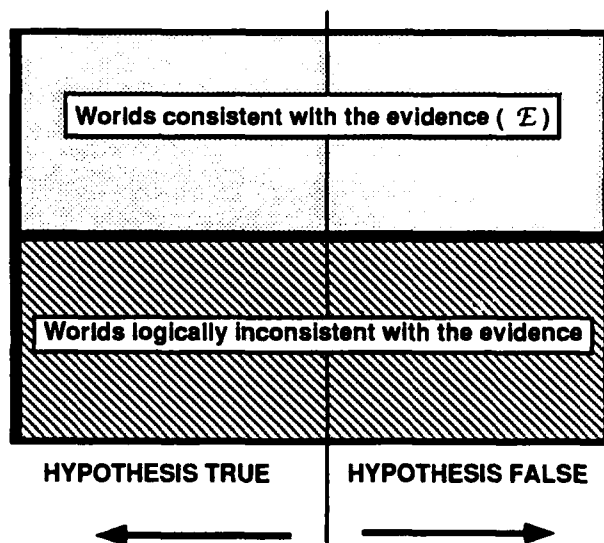 Worlds consistent with the evidence ( ℰ )
Worlds logically inconsistent with the evidence
HYPOTHESIS TRUE
HYPOTHESIS FALSE